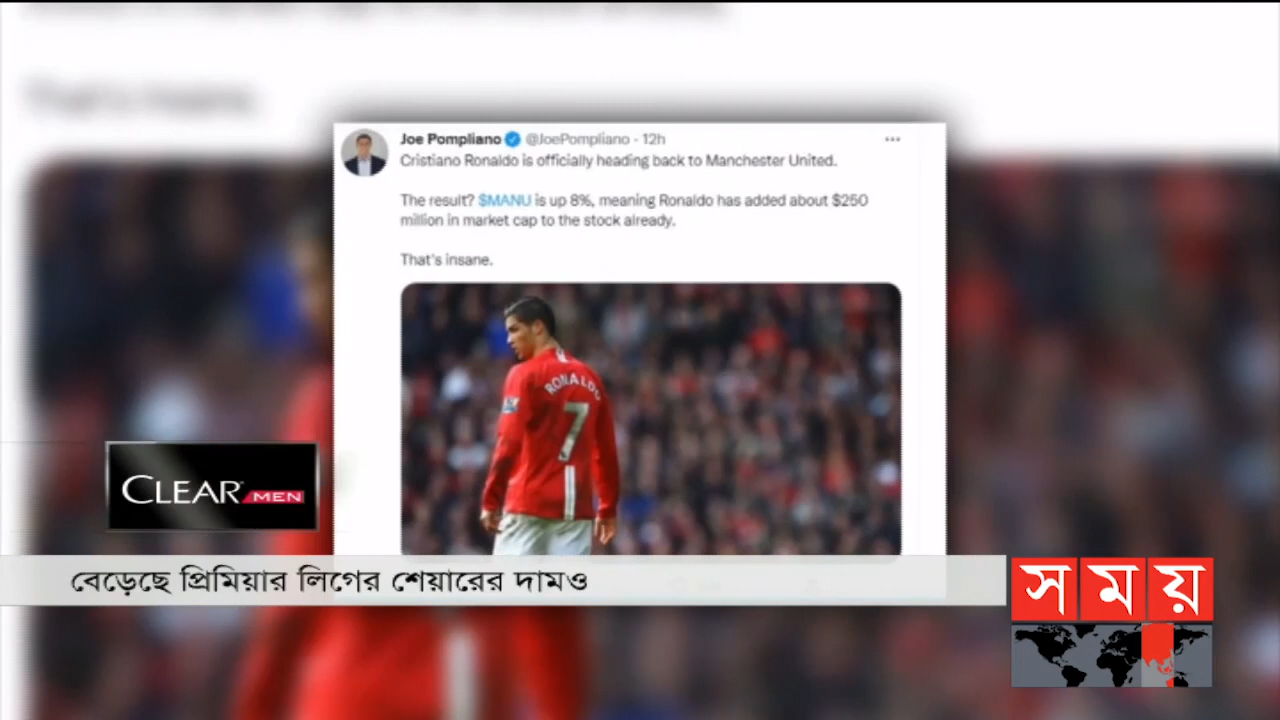 Joe Pompliano @JoePompliano · 12h
Cristiano Ronaldo is officially heading back to Manchester United.
The result? $MANU is up 8%, meaning Ronaldo has added about $250
million in market cap to the stock already.
That's insane.
RONALDO
7
CLEAR MEN
বেড়েছে প্রিমিয়ার লিগের শেয়ারের দামও
সময়